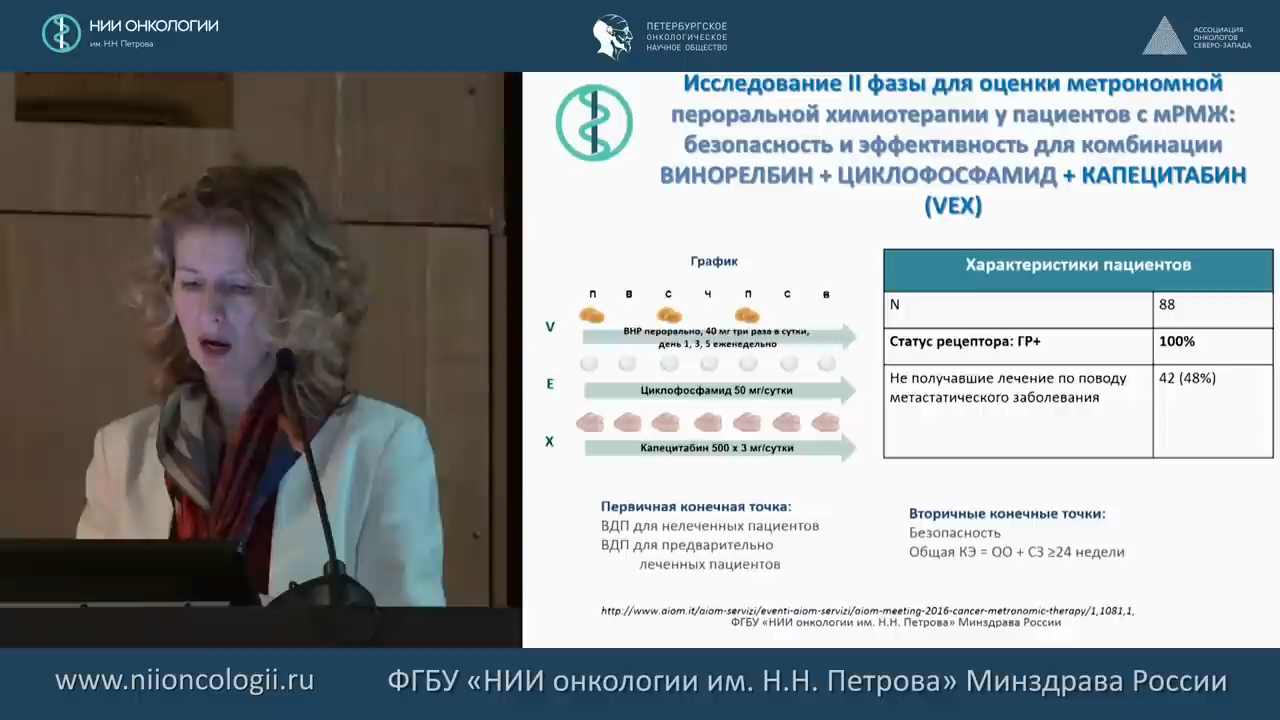 НИИ ОНКОЛОГИИ
им. Н.Н. Петрова
ПЕТЕРБУРГСКОЕ
ОНКОЛОГИЧЕСКОЕ
НАУЧНОЕ ОБЩЕСТВО
АССОЦИАЦИЯ
ОНКОЛОГОВ
СЕВЕРО-ЗАПАДА
Исследование II фазы для оценки метрономной
пероральной химиотерапии у пациентов с мРМЖ:
безопасность и эффективность для комбинации
ВИНОРЕЛБИН + ЦИКЛОФОСФАМИД + КАПЕЦИТАБИН
(VEX)
График
П В С Ч П С В
V
ВНР перорально, 40 мг три раза в сутки,
день 1, 3, 5 еженедельно
E
Циклофосфамид 50 мг/сутки
X
Капецитабин 500 x 3 мг/сутки
Характеристики пациентов
N 88
Статус рецептора: ГР+ 100%
Не получавшие лечение по поводу 42 (48%)
метастатического заболевания
Первичная конечная точка:
ВДП для нелеченных пациентов
ВДП для предварительно
леченных пациентов
Вторичные конечные точки:
Безопасность
Общая КЭ = ОО + СЗ ≥24 недели
http://www.aiom.it/aiom-servizi/eventi-aiom-servizi/aiom-meeting-2016-cancer-metronomic-therapy/1,1081,1,
ФГБУ «НИИ онкологии им. Н.Н. Петрова» Минздрава России
www.niioncologii.ru
ФГБУ «НИИ онкологии им. Н.Н. Петрова» Минздрава России